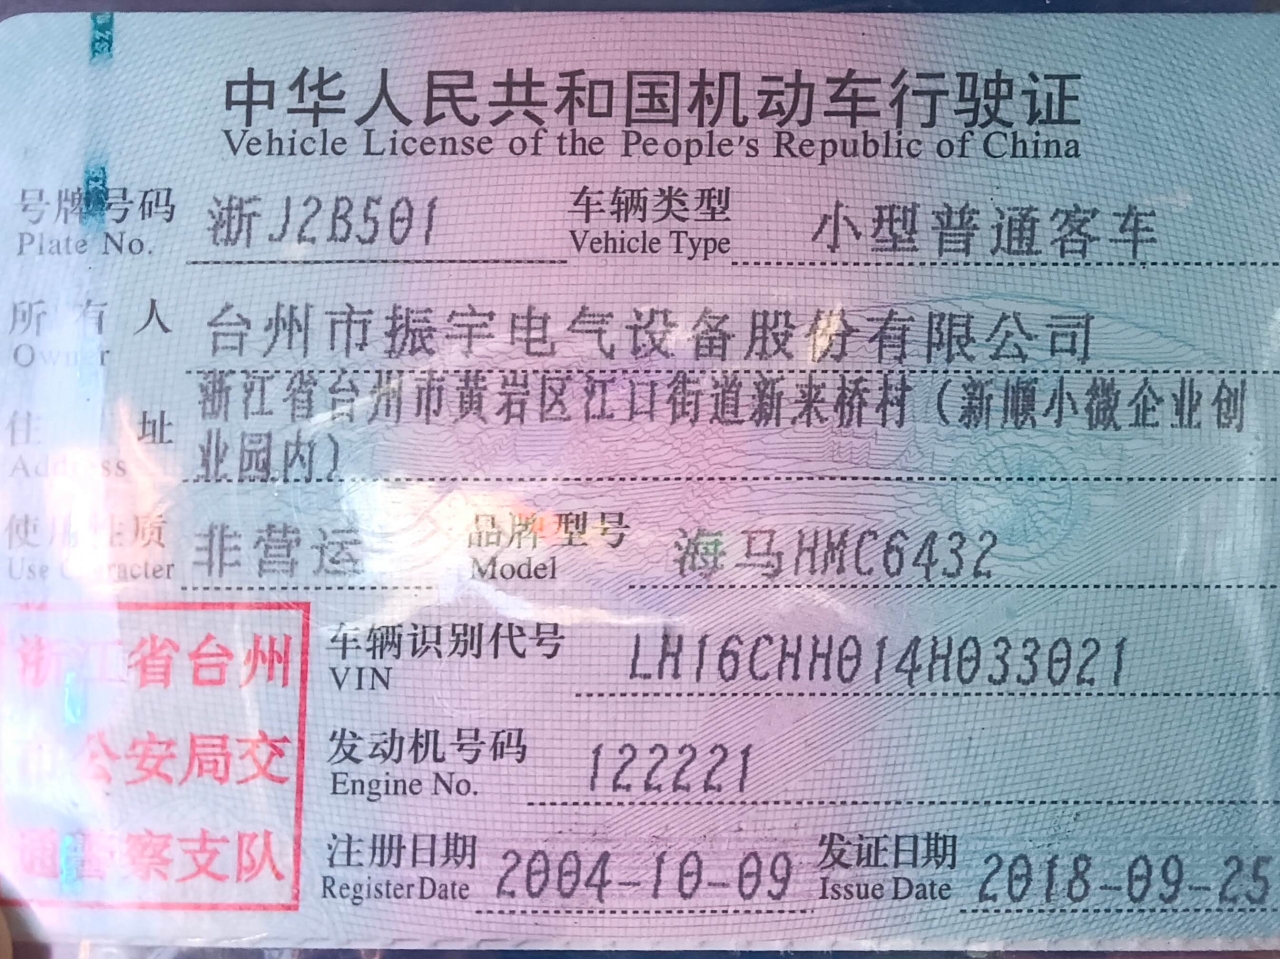 中华人民共和国机动车行驶证
Vehicle License of the People's Republic of China
号牌号码 浙J2B501 车辆类型 小型普通客车
Plate No. Vehicle Type
所有人 台州市振宇电气设备股份有限公司
Owner
住址 浙江省台州市黄岩区江口街道新来桥村（新顺小微企业创
Address 业园内）
使用性质 非营运 品牌型号 海马HMC6432
Use Character Model
浙江省台州
市公安局交
通警察支队
车辆识别代号 LH16CHH014H033021
VIN
发动机号码 122221
Engine No.
注册日期 2004-10-09 发证日期 2018-09-25
Register Date Issue Date